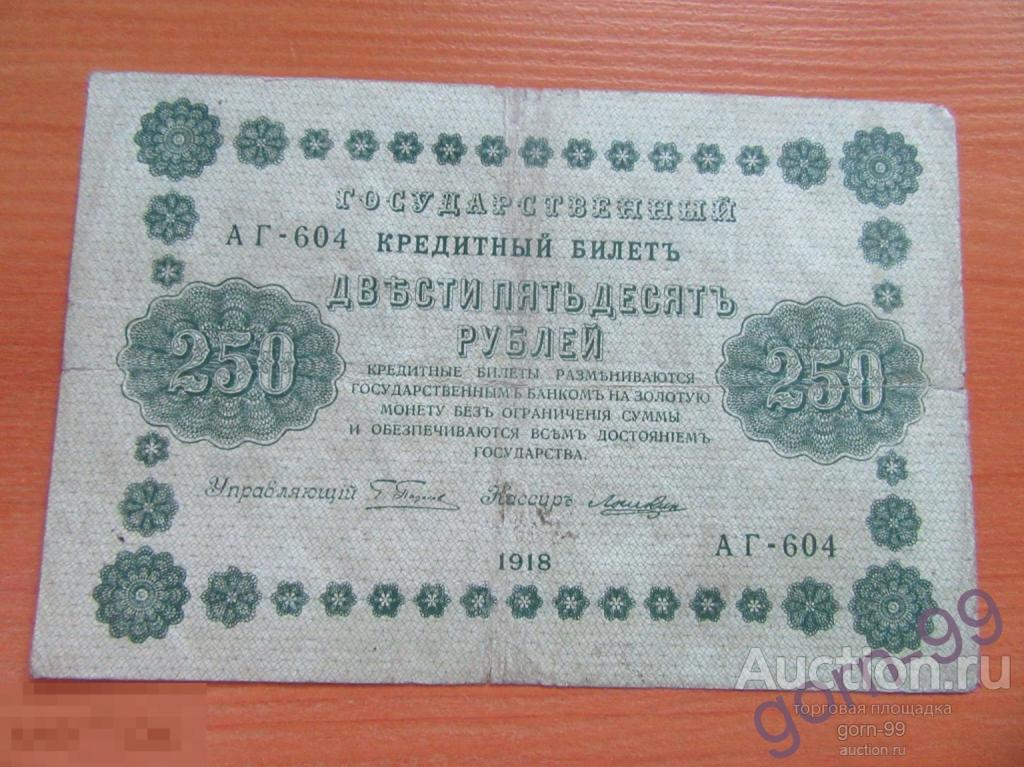 ГОСУДАРСТВЕННЫЙ
АГ-604 КРЕДИТНЫЙ БИЛЕТЪ
ДВѢСТИ ПЯТЬДЕСЯТЪ
РУБЛЕЙ
250
250
КРЕДИТНЫЕ БИЛЕТЫ РАЗМѢНИВАЮТСЯ
ГОСУДАРСТВЕННЫМЪ БАНКОМЪ НА ЗОЛОТУЮ
МОНЕТУ БЕЗЪ ОГРАНИЧЕНІЯ СУММЫ
И ОБЕЗПЕЧИВАЮТСЯ ВСѢМЪ ДОСТОЯНІЕМЪ
ГОСУДАРСТВА.
Управляющій Кассиръ
АГ-604
1918
gorn-99
Auction.ru
торговая площадка
gorn-99
auction.ru